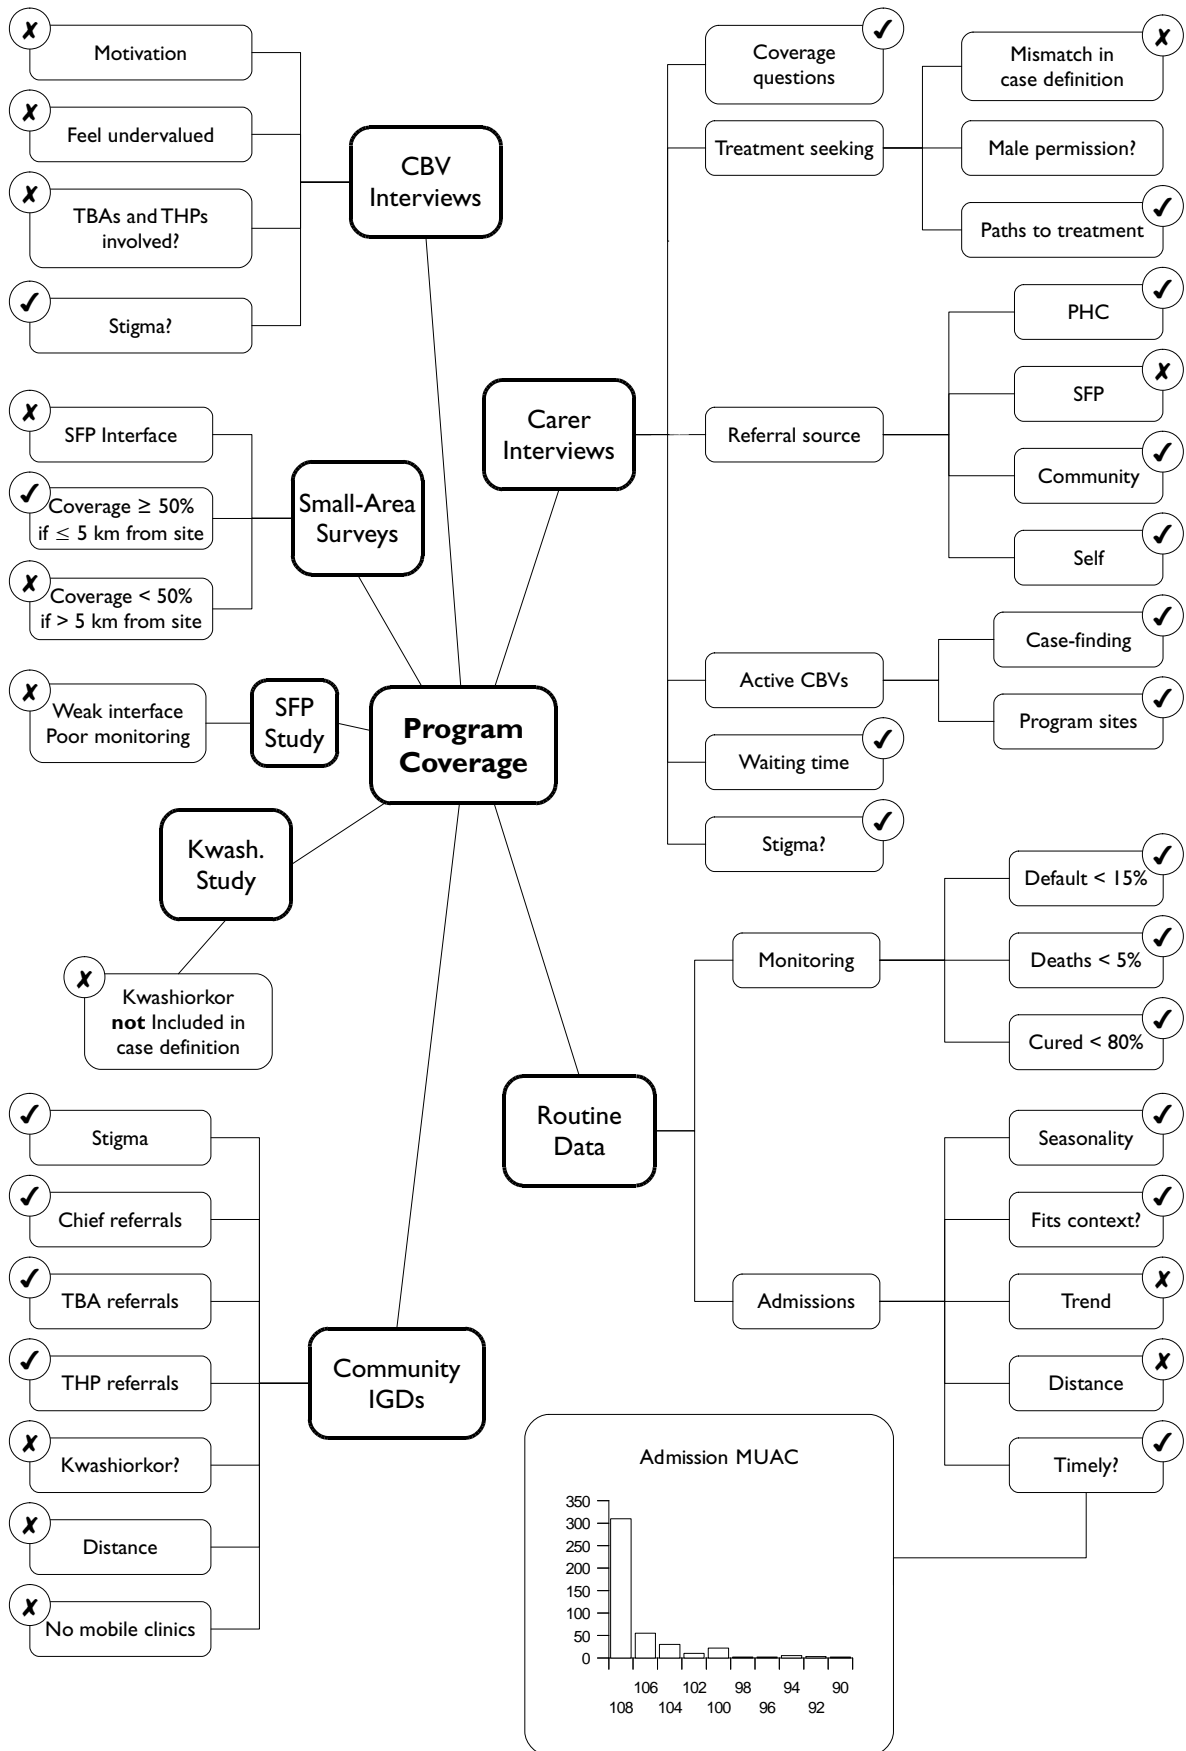 ✘
Motivation
✘
Feel undervalued
✘
TBAs and THPs
involved?
✔
Stigma?
CBV
Interviews
✘
SFP Interface
✔
Coverage ≥ 50%
if ≤ 5 km from site
✘
Coverage < 50%
if > 5 km from site
Small-Area
Surveys
✘
Weak interface
Poor monitoring
SFP
Study
Program
Coverage
Kwash.
Study
✘
Kwashiorkor
not Included in
case definition
✔
Stigma
✔
Chief referrals
✔
TBA referrals
✔
THP referrals
✘
Kwashiorkor?
✘
Distance
✘
No mobile clinics
Community
IGDs
Carer
Interviews
✔
Coverage
questions
Treatment seeking
✘
Mismatch in
case definition
Male permission?
✔
Paths to treatment
Referral source
✔
PHC
✘
SFP
✔
Community
✔
Self
Active CBVs
✔
Case-finding
✔
Program sites
✔
Waiting time
✔
Stigma?
Routine
Data
Monitoring
✔
Default < 15%
✔
Deaths < 5%
✔
Cured < 80%
Admissions
✔
Seasonality
✔
Fits context?
✘
Trend
✘
Distance
✔
Timely?
Admission MUAC
350
300
250
200
150
100
50
0
106 102 98 94 90
108 104 100 96 92